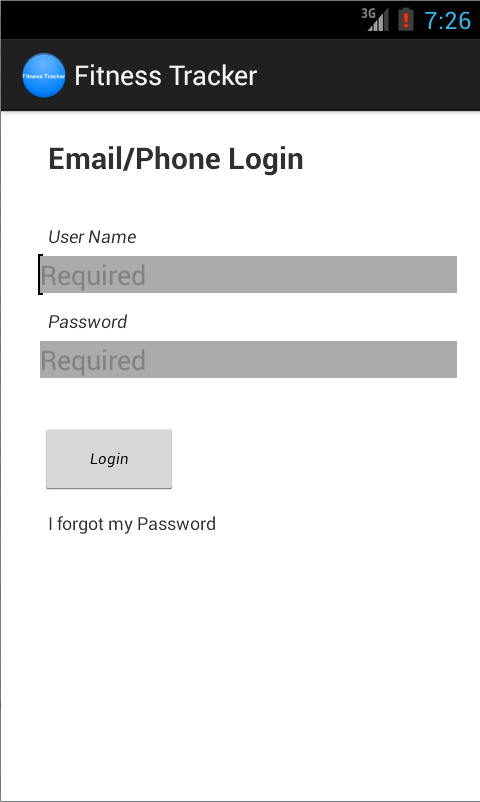 3G 7:26
Fitness Tracker Fitness Tracker
Email/Phone Login
User Name
Required
Password
Required
Login
I forgot my Password